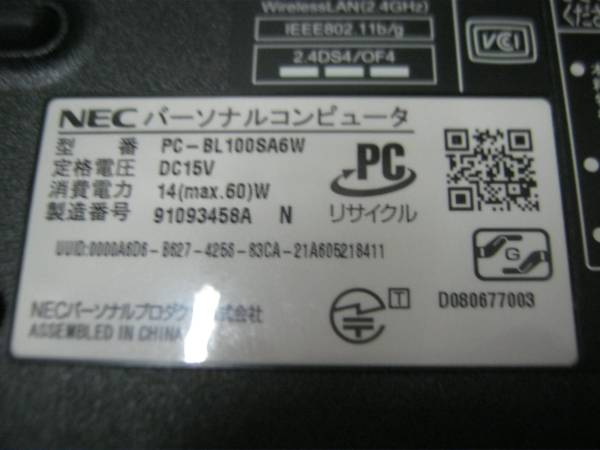 WirelessLAN(2.4GHz)
IEEE802.11b/g
2.4DS4/OF4
VCCI
NEC パーソナルコンピュータ
型 番 PC-BL100SA6W
定格電圧 DC15V
消費電力 14(max.60)W
製造番号 91093458A N
PC
リサイクル
G
UUID:0000A6D6-B627-4256-83CA-21A605218411
NECパーソナルプロダクツ株式会社
ASSEMBLED IN CHINA
T
D080677003